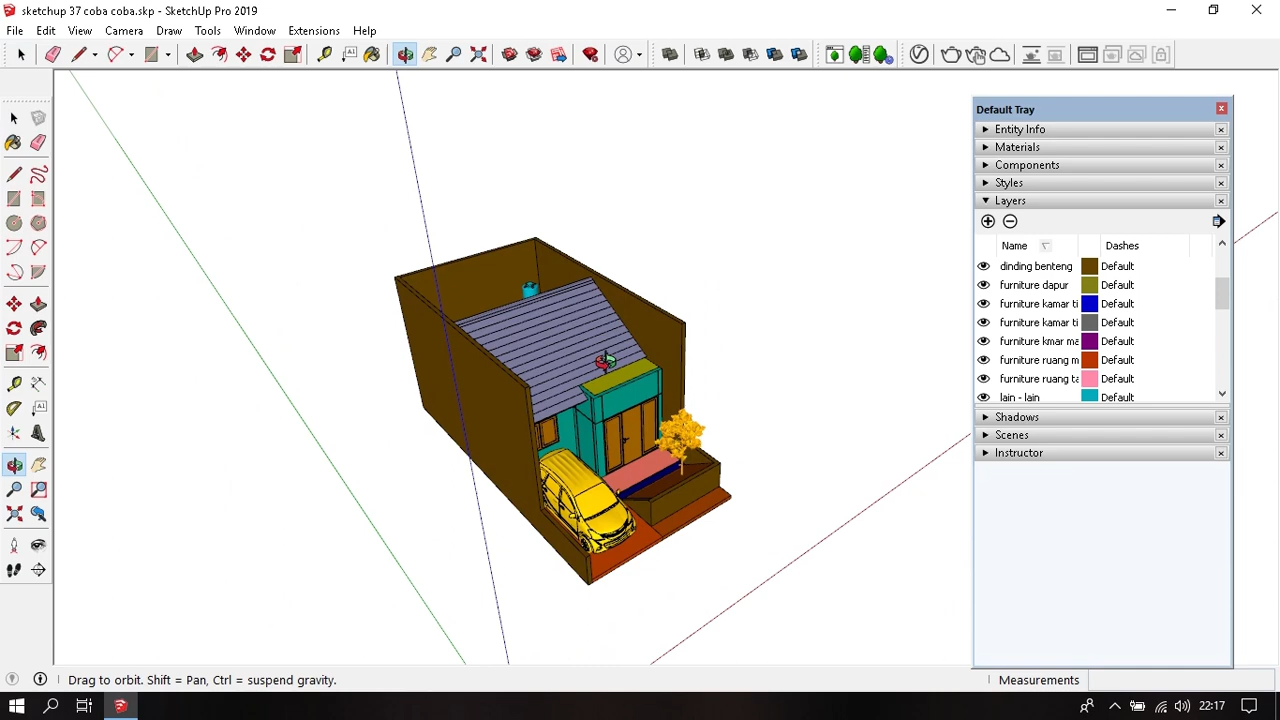 sketchup 37 coba coba.skp - SketchUp Pro 2019
File Edit View Camera Draw Tools Window Extensions Help
Default Tray
Entity Info
Materials
Components
Styles
Layers
Name Dashes
dinding benteng Default
furniture dapur Default
furniture kamar ti Default
furniture kamar ti Default
furniture kmar ma Default
furniture ruang m Default
furniture ruang ta Default
lain - lain Default
Shadows
Scenes
Instructor
Drag to orbit. Shift = Pan, Ctrl = suspend gravity.
Measurements
22:17